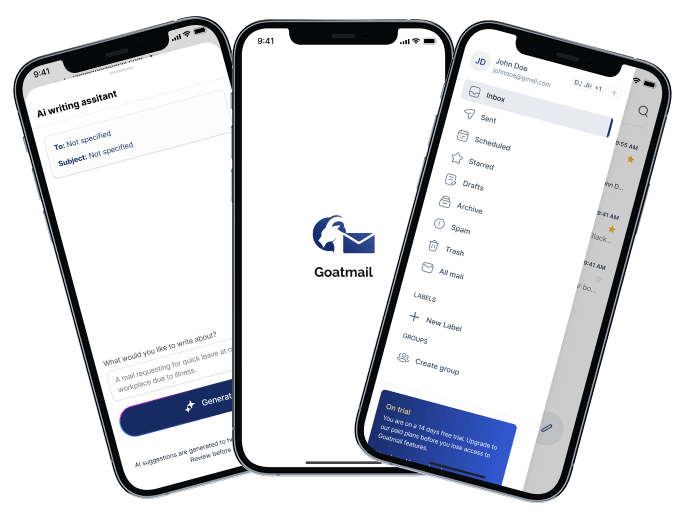 9:41
Ai writing assitant
To: Not specified
Subject: Not specified
What would you like to write about?
A mail requesting for quick leave at m
workplace due to illness.
Generat
AI suggestions are generated to he
Review before
9:41
Goatmail
JD
John Doe
johndoe@gmail.com
DJ JH +1
Inbox
Sent
Scheduled
Starred
Drafts
Archive
Spam
Trash
All mail
LABELS
New Label
GROUPS
Create group
On trial
You are on a 14 days free trial. Upgrade to
our paid plans before you lose access to
Goatmail features.
9:55 AM
hn D...
9:41 AM
Black...
9:41 AM
r bo...